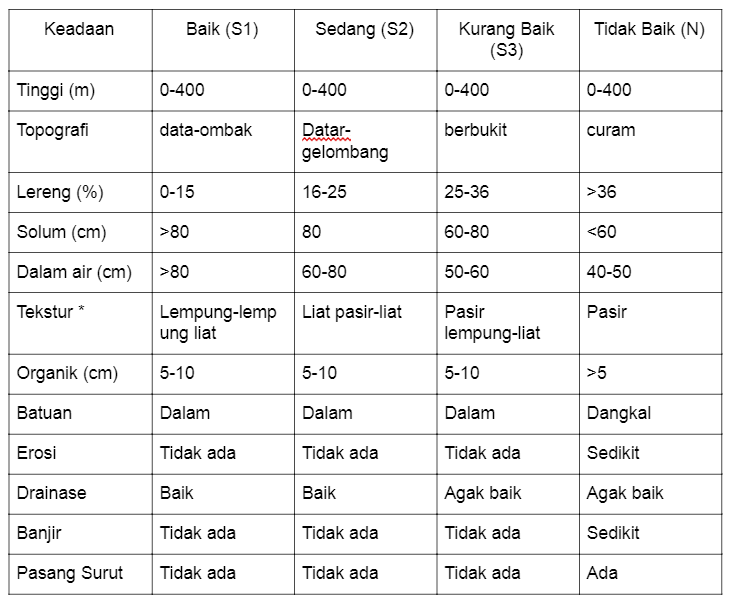 Keadaan Baik (S1) Sedang (S2) Kurang Baik (S3) Tidak Baik (N)
Tinggi (m) 0-400 0-400 0-400 0-400
Topografi data-ombak Datar-gelombang berbukit curam
Lereng (%) 0-15 16-25 25-36 >36
Solum (cm) >80 80 60-80 <60
Dalam air (cm) >80 60-80 50-60 40-50
Tekstur * Lempung-lempung liat Liat pasir-liat Pasir lempung-liat Pasir
Organik (cm) 5-10 5-10 5-10 >5
Batuan Dalam Dalam Dalam Dangkal
Erosi Tidak ada Tidak ada Tidak ada Sedikit
Drainase Baik Baik Agak baik Agak baik
Banjir Tidak ada Tidak ada Tidak ada Sedikit
Pasang Surut Tidak ada Tidak ada Tidak ada Ada